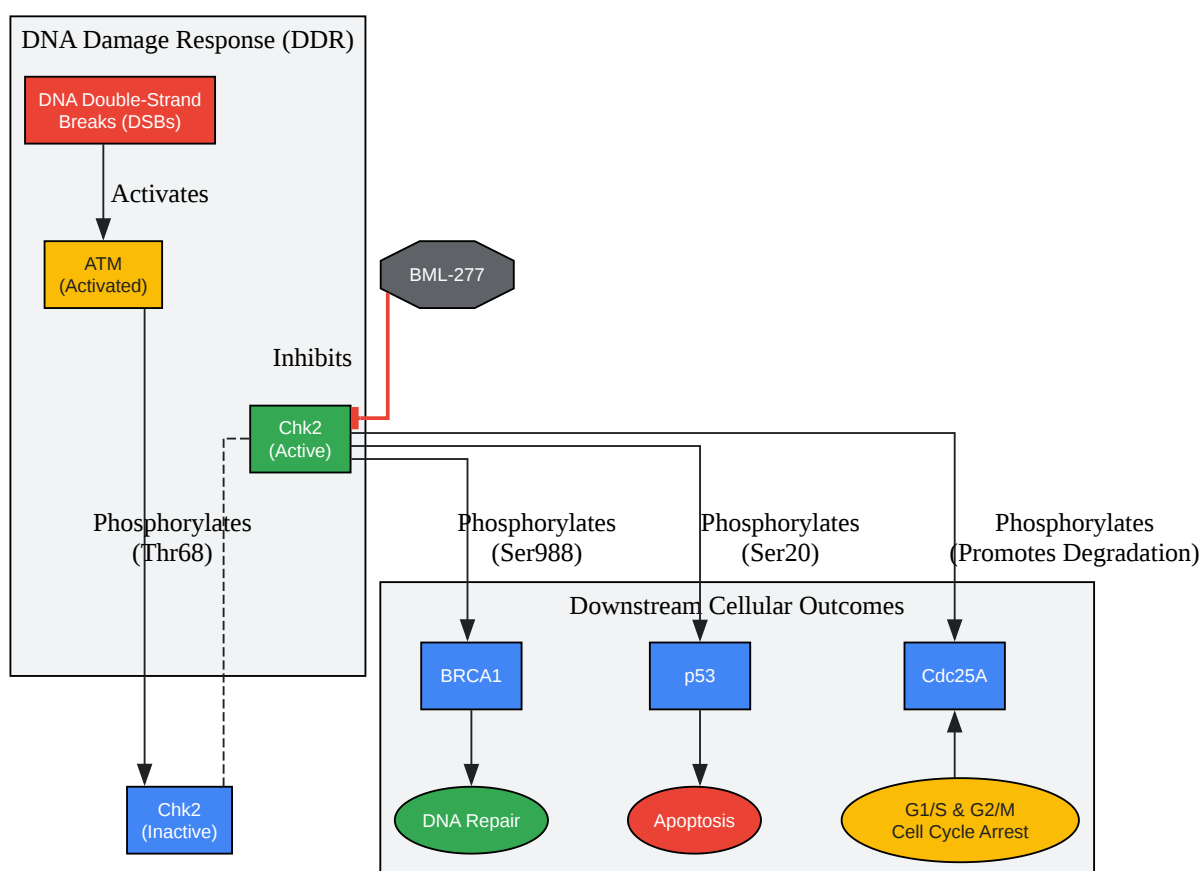 DNA Damage Response (DDR)
DNA Double-Strand
Breaks (DSBs)
Activates
ATM
(Activated)
BML-277
Inhibits
Chk2
(Active)
Phosphorylates
(Thr68)
Phosphorylates
(Ser988)
Phosphorylates
(Ser20)
Phosphorylates
(Promotes Degradation)
Downstream Cellular Outcomes
BRCA1
p53
Cdc25A
Chk2
(Inactive)
DNA Repair
Apoptosis
G1/S & G2/M
Cell Cycle Arrest